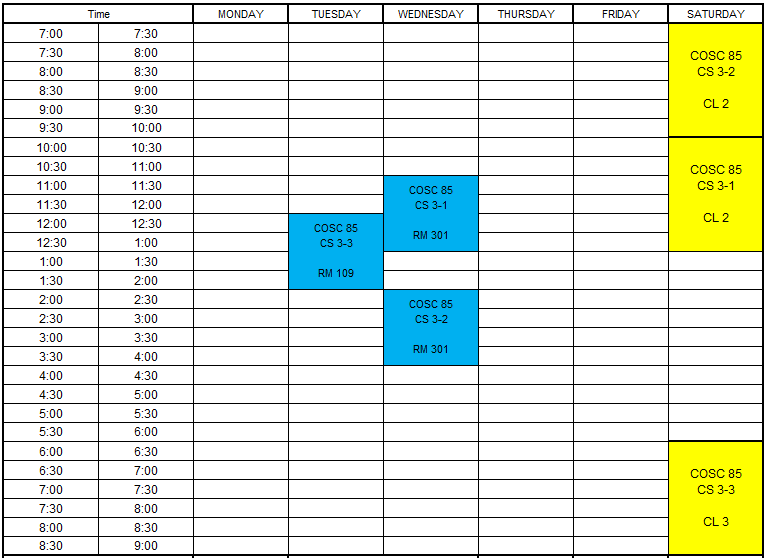 Time MONDAY TUESDAY WEDNESDAY THURSDAY FRIDAY SATURDAY
7:00 7:30
7:30 8:00
8:00 8:30
8:30 9:00
9:00 9:30
9:30 10:00
10:00 10:30
10:30 11:00
11:00 11:30
11:30 12:00
12:00 12:30
12:30 1:00
1:00 1:30
1:30 2:00
2:00 2:30
2:30 3:00
3:00 3:30
3:30 4:00
4:00 4:30
4:30 5:00
5:00 5:30
5:30 6:00
6:00 6:30
6:30 7:00
7:00 7:30
7:30 8:00
8:00 8:30
8:30 9:00
COSC 85
CS 3-3
RM 109
COSC 85
CS 3-1
RM 301
COSC 85
CS 3-2
RM 301
COSC 85
CS 3-2
CL 2
COSC 85
CS 3-1
CL 2
COSC 85
CS 3-3
CL 3